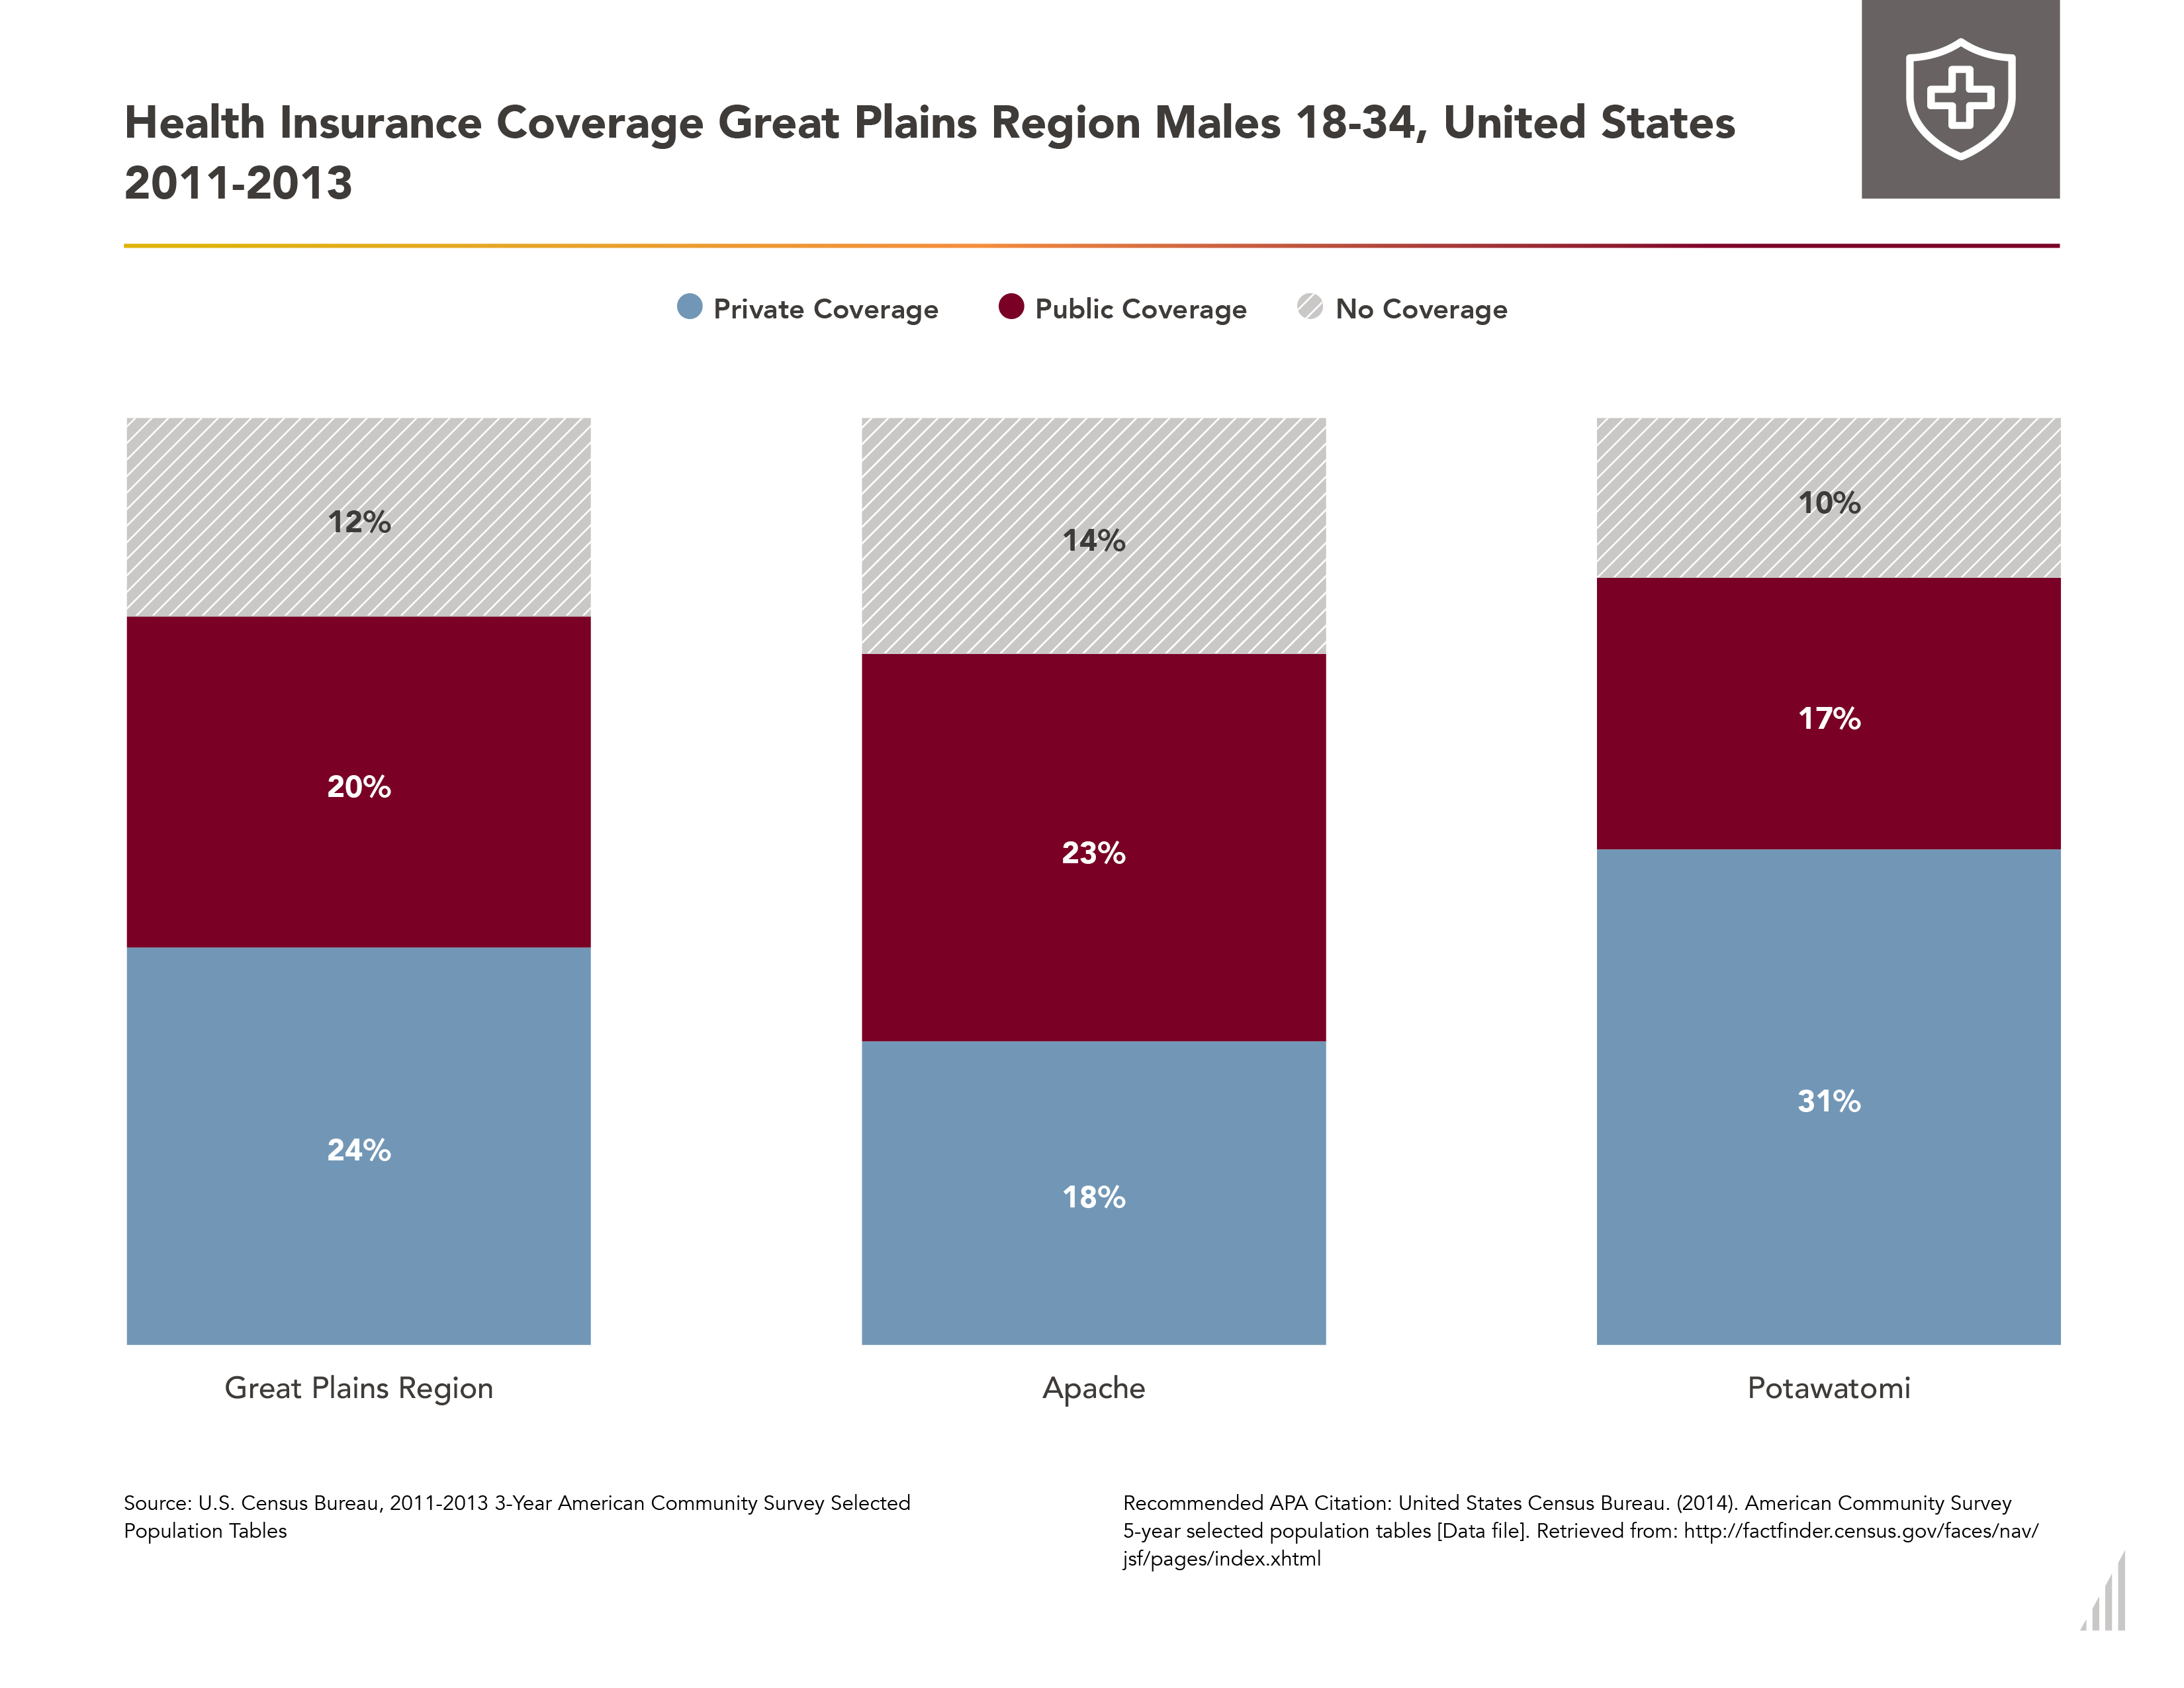 Health Insurance Coverage Great Plains Region Males 18-34, United States
2011-2013
Private Coverage
Public Coverage
No Coverage
12%
14%
10%
20%
23%
17%
24%
18%
31%
Great Plains Region
Apache
Potawatomi
Source: U.S. Census Bureau, 2011-2013 3-Year American Community Survey Selected
Population Tables
Recommended APA Citation: United States Census Bureau. (2014). American Community Survey
5-year selected population tables [Data file]. Retrieved from: http://factfinder.census.gov/faces/nav/
jsf/pages/index.xhtml